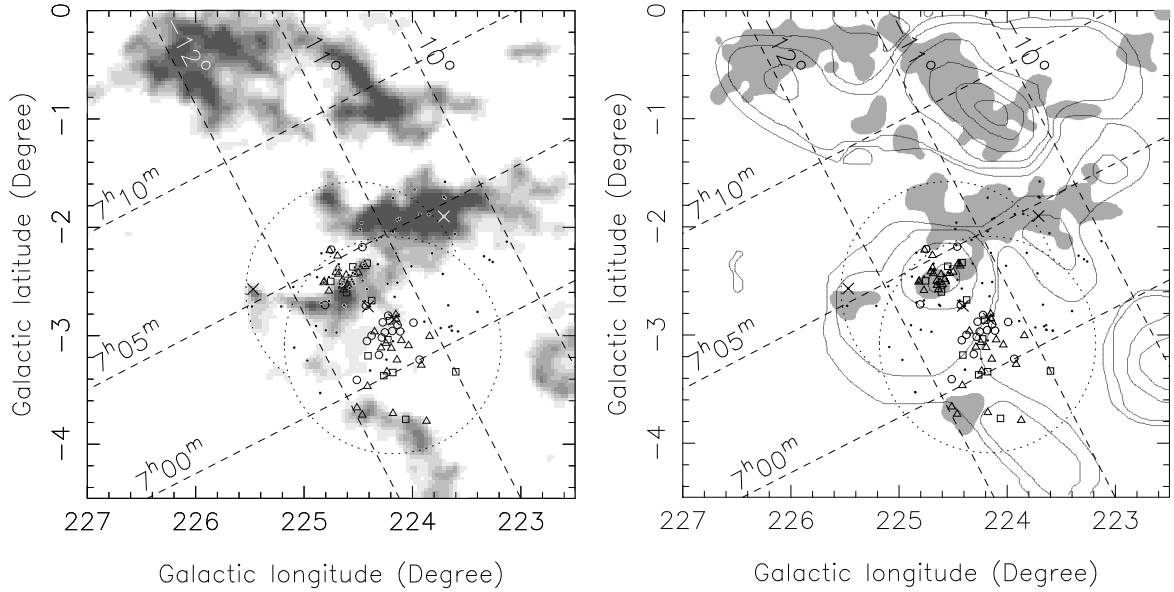 0
−1
−2
−3
−4
Galactic latitude (Degree)
−12°
−11°
−10°
7h10m
7h05m
7h00m
227 226 225 224 223
Galactic longitude (Degree)
0
−1
−2
−3
−4
Galactic latitude (Degree)
−12°
−11°
−10°
7h10m
7h05m
7h00m
227 226 225 224 223
Galactic longitude (Degree)